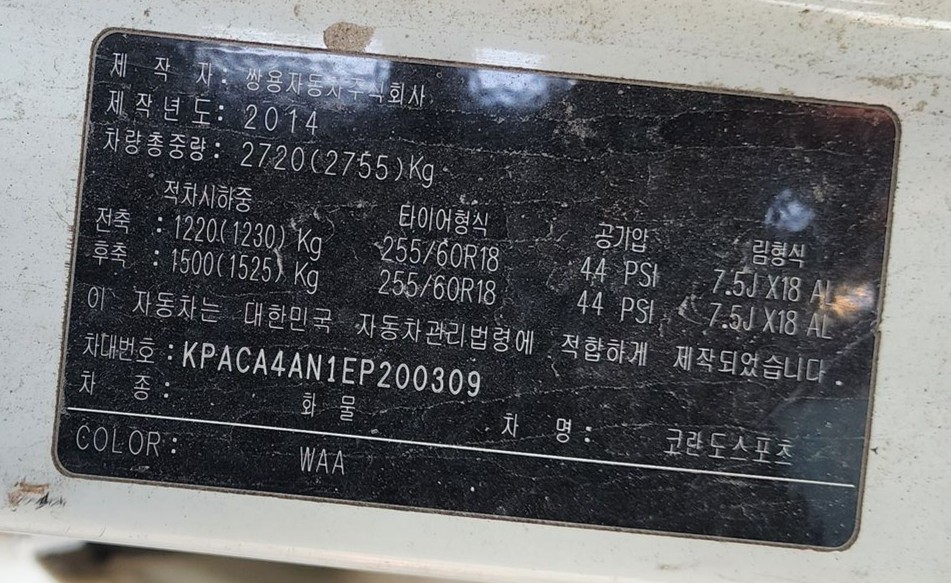 제 작 자: 쌍용자동차주식회사
제작년도: 2014
차량총중량: 2720(2755)Kg
적차시하중 타이어형식 공기압 림형식
전축 : 1220(1230) Kg 255/60R18 44 PSI 7.5J X18 AL
후축 : 1500(1525) Kg 255/60R18 44 PSI 7.5J X18 AL
이 자동차는 대한민국 자동차관리법령에 적합하게 제작되었습니다.
차대번호 : KPACA4AN1EP200309
차 종 : 화 물 차 명 : 코란도스포츠
COLOR: WAA